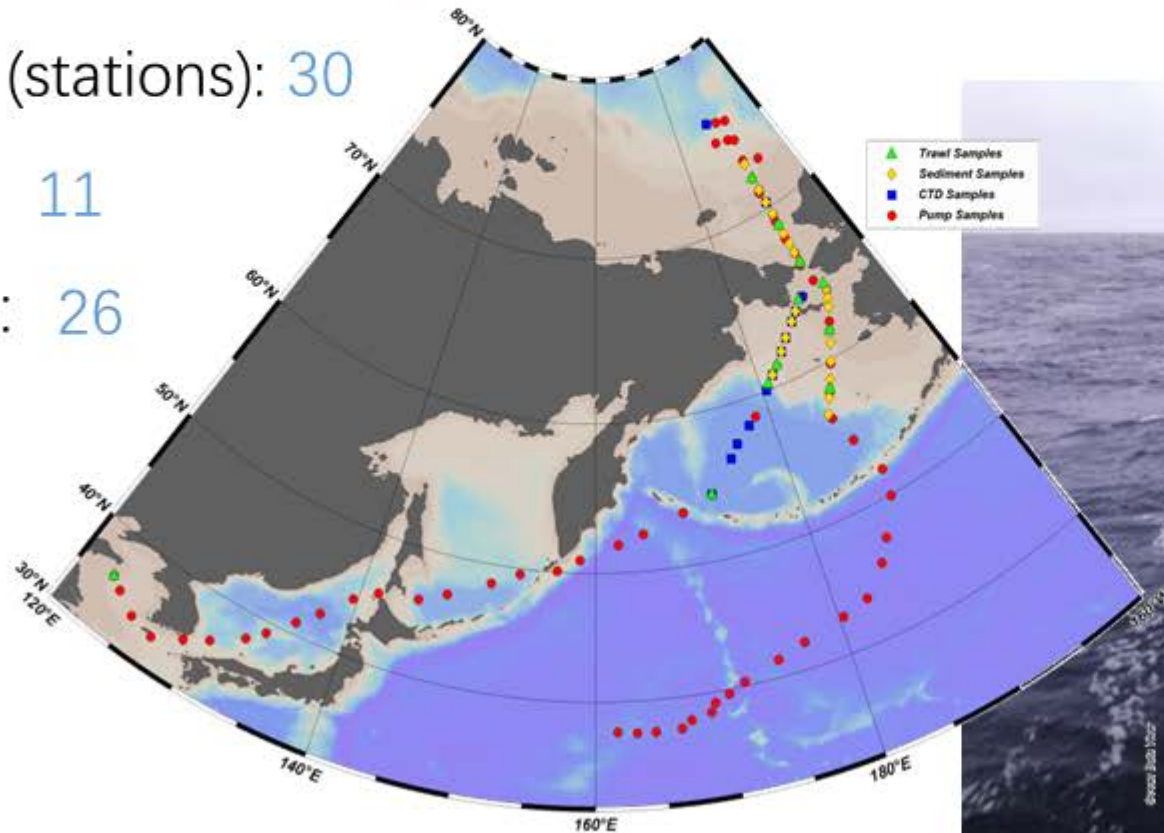 (stations): 30
11
: 26
80°N
70°N
60°N
50°N
40°N
30°N
120°E
140°E
160°E
180°E
Trawl Samples
Sediment Samples
CTD Samples
Pump Samples